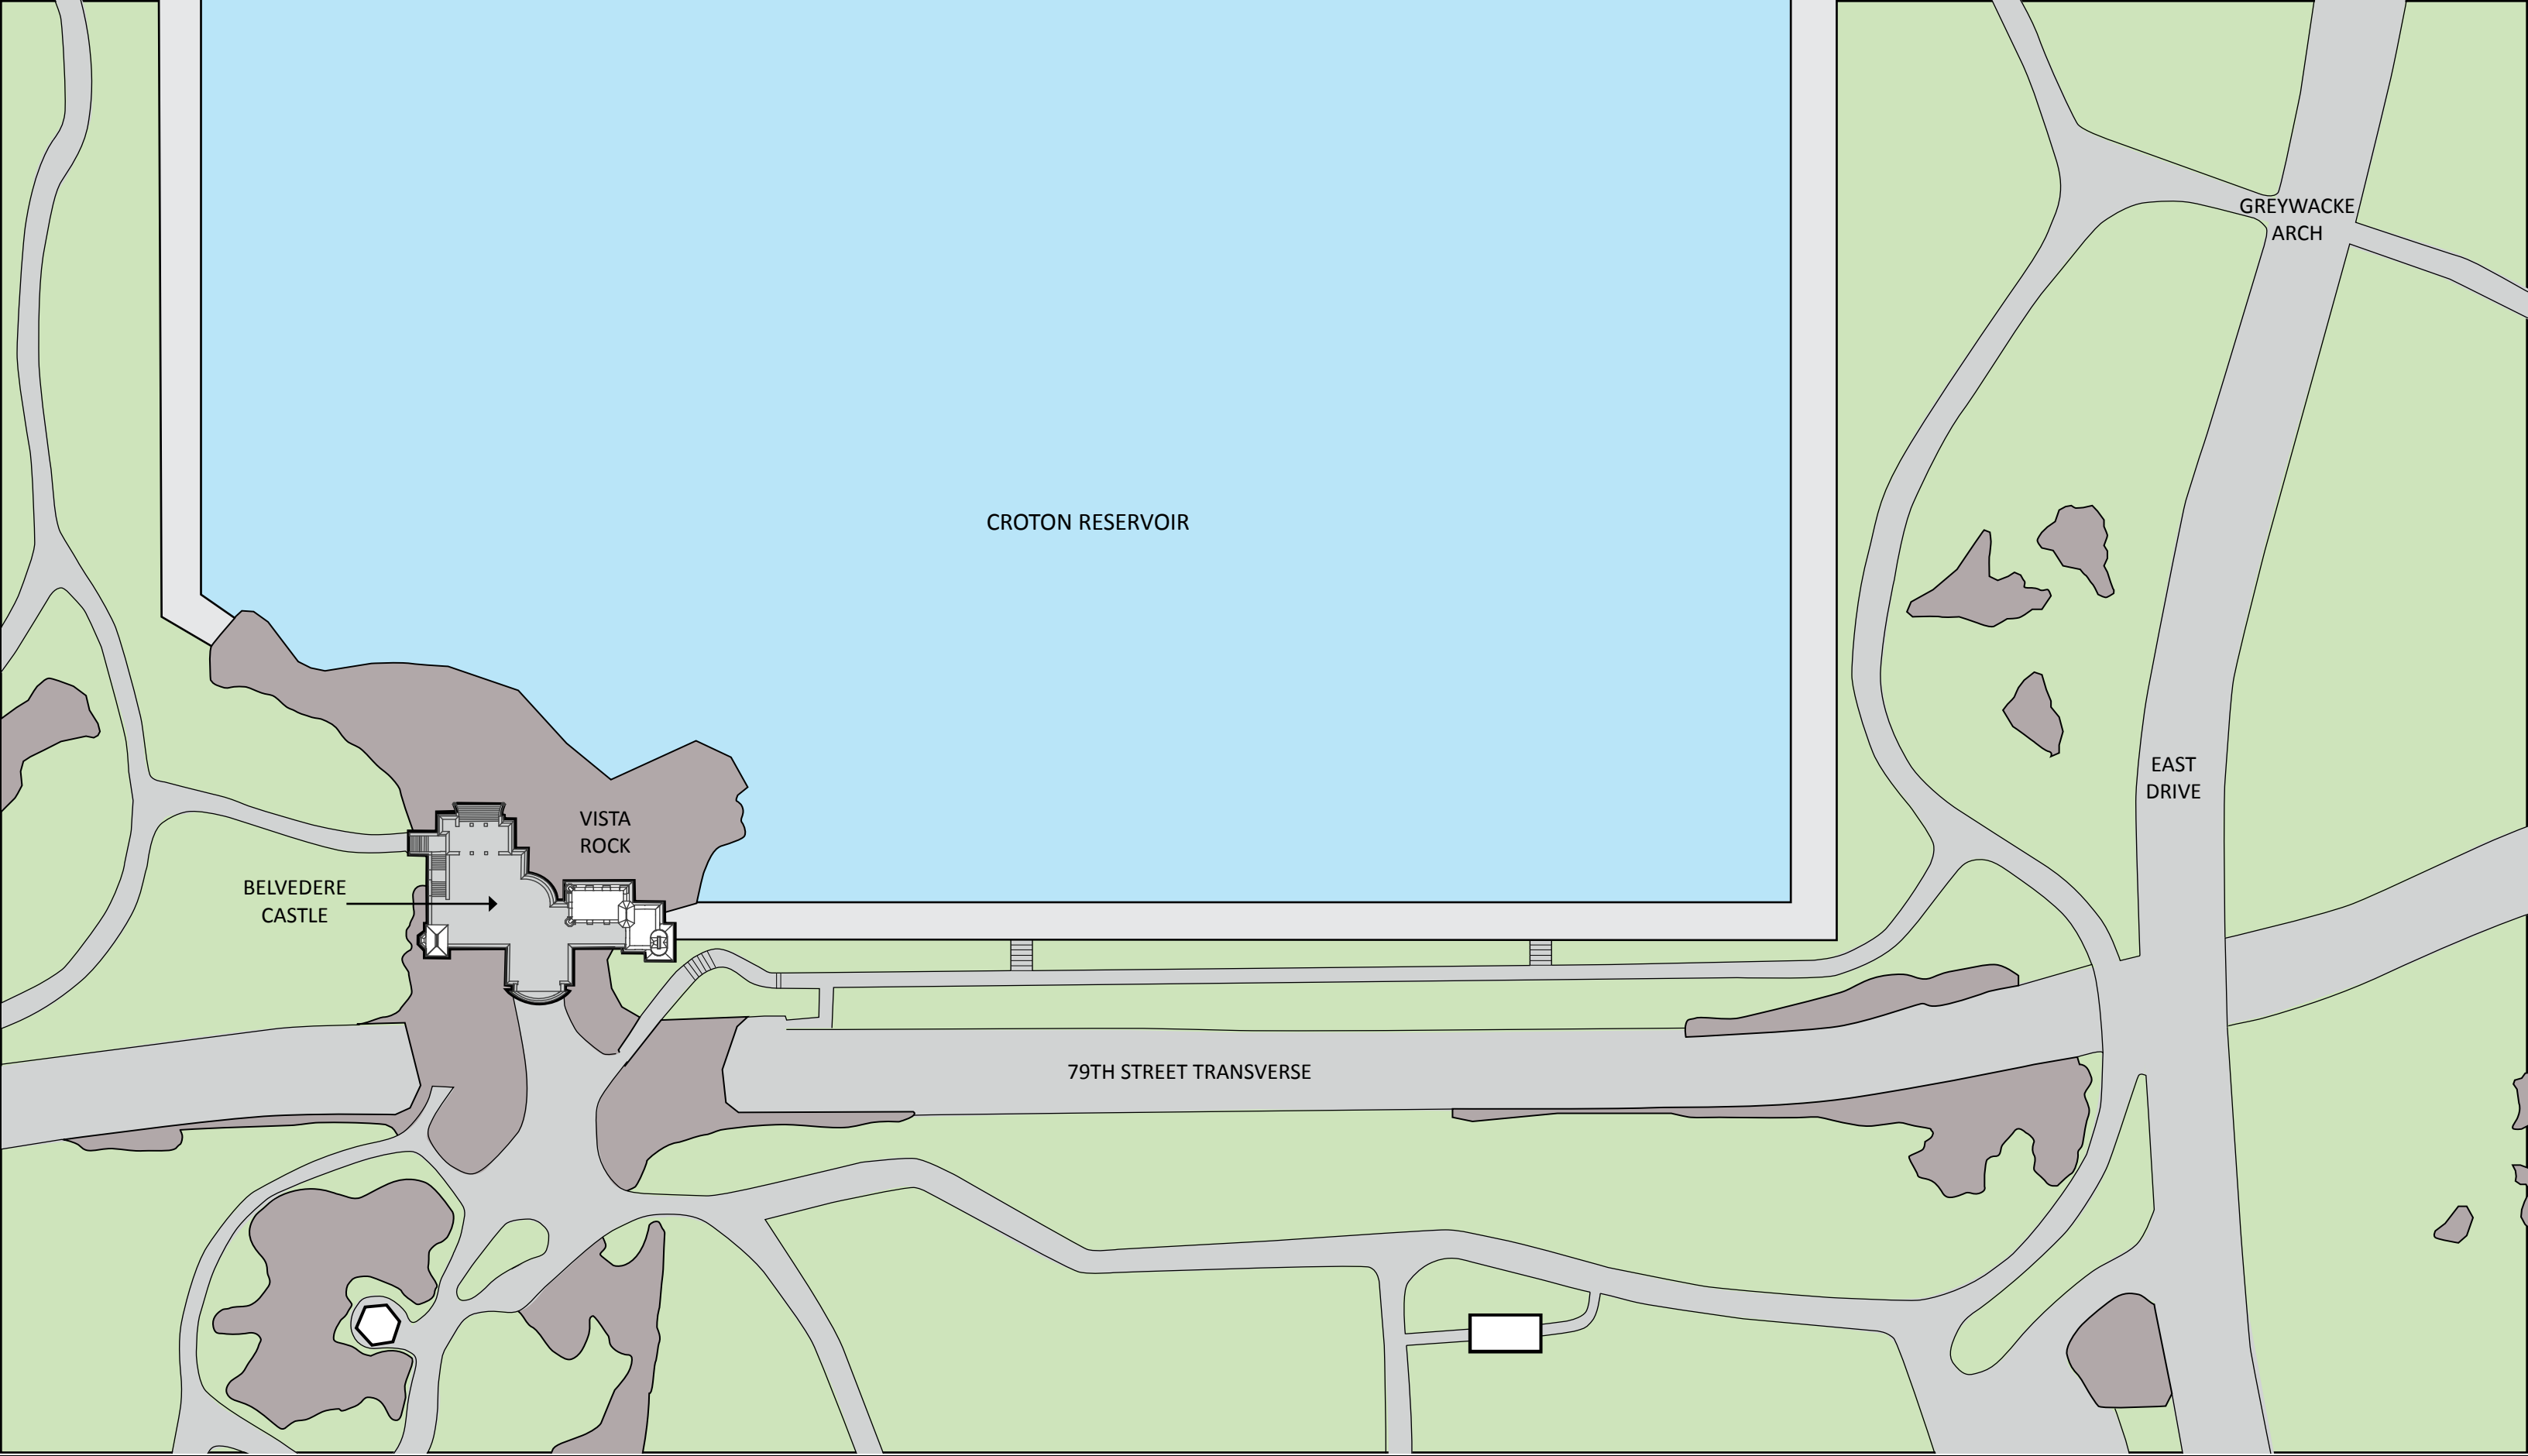 GREYWACKE
ARCH
CROTON RESERVOIR
EAST
DRIVE
VISTA
ROCK
BELVEDERE
CASTLE
79TH STREET TRANSVERSE